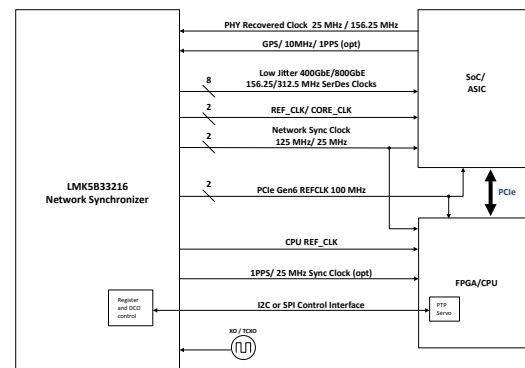 PHY Recovered Clock 25 MHz / 156.25 MHz
GPS/ 10MHz/ 1PPS (opt)
8
Low Jitter 400GbE/800GbE
156.25/312.5 MHz SerDes Clocks
SoC/
ASIC
2
REF_CLK/ CORE_CLK
2
Network Sync Clock
125 MHz/ 25 MHz
LMK5B33216
Network Synchronizer
2
PCIe Gen6 REFCLK 100 MHz
PCIe
CPU REF_CLK
1PPS/ 25 MHz Sync Clock (opt)
FPGA/CPU
Register
and DCO
control
I2C or SPI Control Interface
PTP
Servo
XO / TCXO